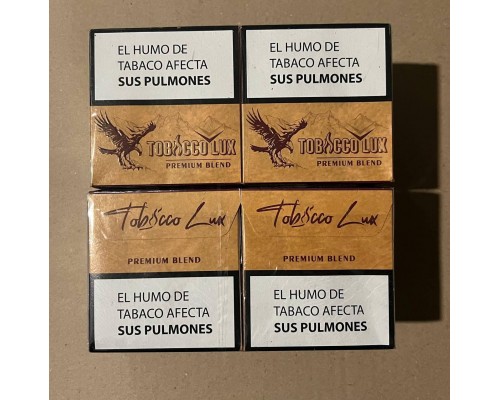 EL HUMO DE
TABACO AFECTA
SUS PULMONES
TOBACCO LUX
PREMIUM BLEND
EL HUMO DE
TABACO AFECTA
SUS PULMONES
TOBACCO LUX
PREMIUM BLEND
Tobacco Lux
PREMIUM BLEND
EL HUMO DE
TABACO AFECTA
SUS PULMONES
Tobacco Lux
PREMIUM BLEND
EL HUMO DE
TABACO AFECTA
SUS PULMONES